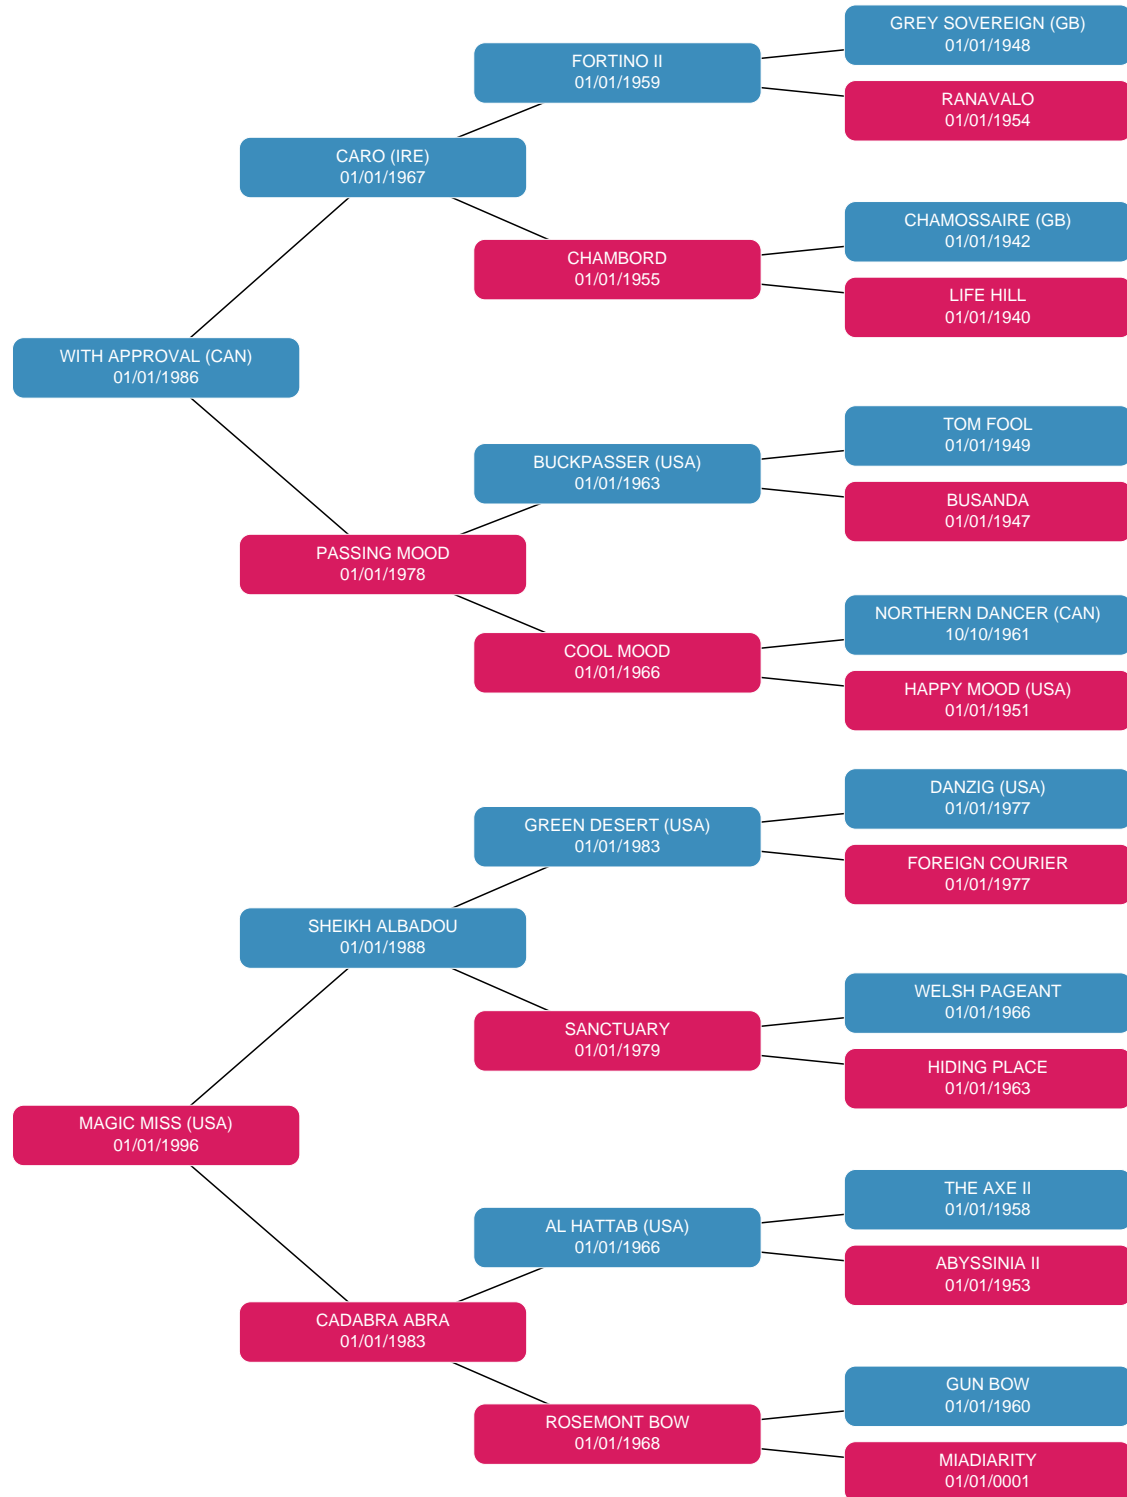 GREY SOVEREIGN (GB)
01/01/1948
FORTINO II
01/01/1959
RANAVALO
01/01/1954
CARO (IRE)
01/01/1967
CHAMOSSAIRE (GB)
01/01/1942
CHAMBORD
01/01/1955
LIFE HILL
01/01/1940
WITH APPROVAL (CAN)
01/01/1986
TOM FOOL
01/01/1949
BUCKPASSER (USA)
01/01/1963
BUSANDA
01/01/1947
PASSING MOOD
01/01/1978
NORTHERN DANCER (CAN)
10/10/1961
COOL MOOD
01/01/1966
HAPPY MOOD (USA)
01/01/1951
DANZIG (USA)
01/01/1977
GREEN DESERT (USA)
01/01/1983
FOREIGN COURIER
01/01/1977
SHEIKH ALBADOU
01/01/1988
WELSH PAGEANT
01/01/1966
SANCTUARY
01/01/1979
HIDING PLACE
01/01/1963
MAGIC MISS (USA)
01/01/1996
THE AXE II
01/01/1958
AL HATTAB (USA)
01/01/1966
ABYSSINIA II
01/01/1953
CADABRA ABRA
01/01/1983
GUN BOW
01/01/1960
ROSEMONT BOW
01/01/1968
MIADIARITY
01/01/0001